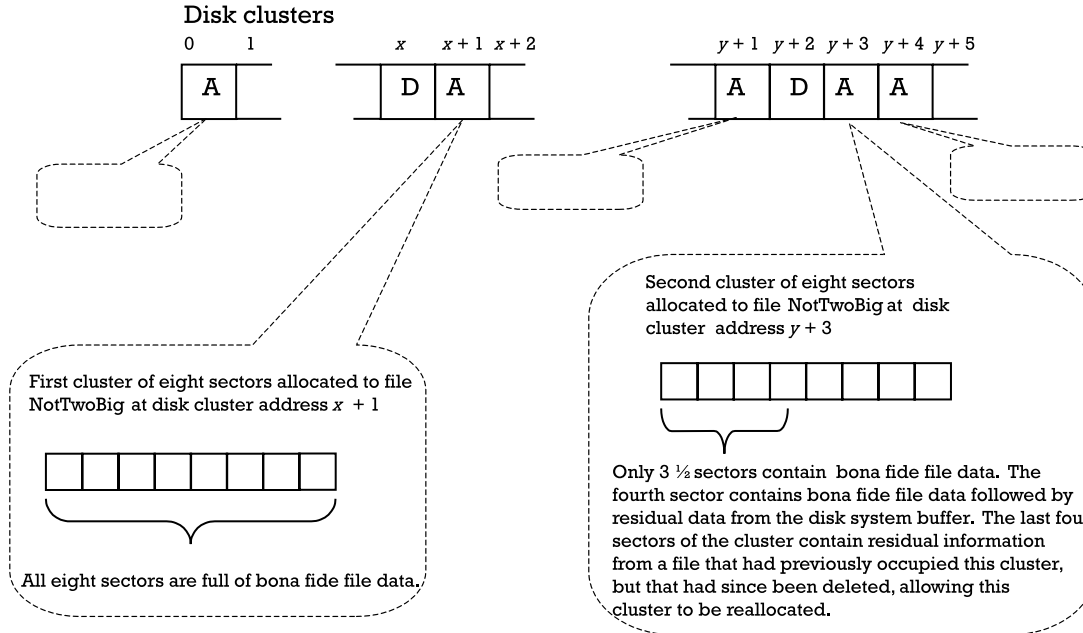 Disk clusters
0 1 x x + 1 x + 2 y + 1 y + 2 y + 3 y + 4 y + 5
A D A A D A A
First cluster of eight sectors allocated to file
NotTwoBig at disk cluster address x + 1
All eight sectors are full of bona fide file data.
Second cluster of eight sectors
allocated to file NotTwoBig at disk
cluster address y + 3
Only 3 ½ sectors contain bona fide file data. The
fourth sector contains bona fide file data followed by
residual data from the disk system buffer. The last fou
sectors of the cluster contain residual information
from a file that had previously occupied this cluster,
but that had since been deleted, allowing this
cluster to be reallocated.